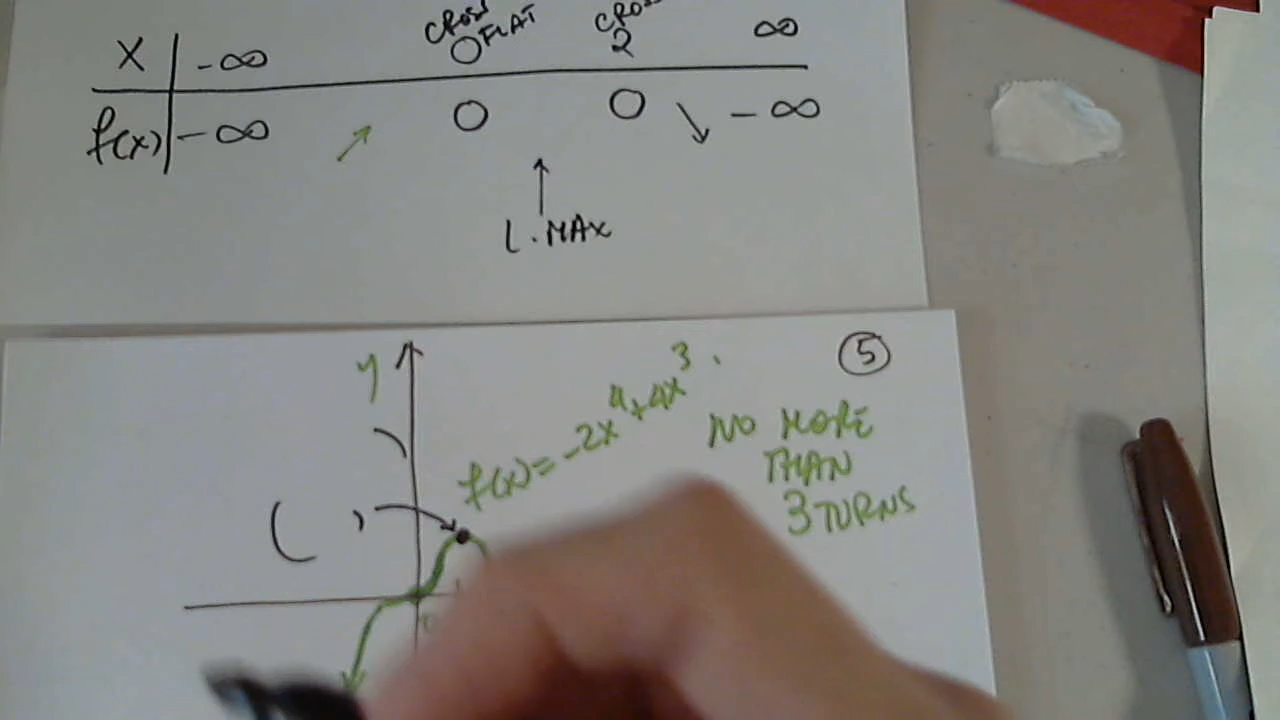 CROSS FLAT CROSS
X -∞ 0 2 ∞
f(x) -∞ ↗ 0 0 ↘ -∞
↑
L. MAX
y
5
f(x) = -2x⁴+4x³.
NO MORE
THAN
3 TURNS
( , )